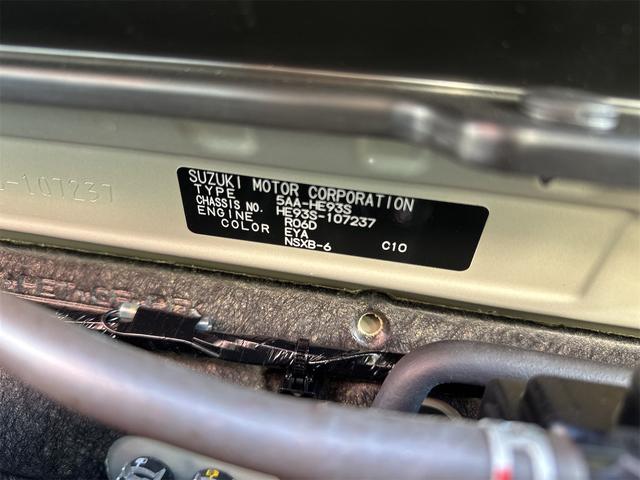 SUZUKI MOTOR CORPORATION
TYPE 5AA-HE93S
CHASSIS NO. HE93S-107237
ENGINE R06D
COLOR EYA
NSXB-6 C10
-107237